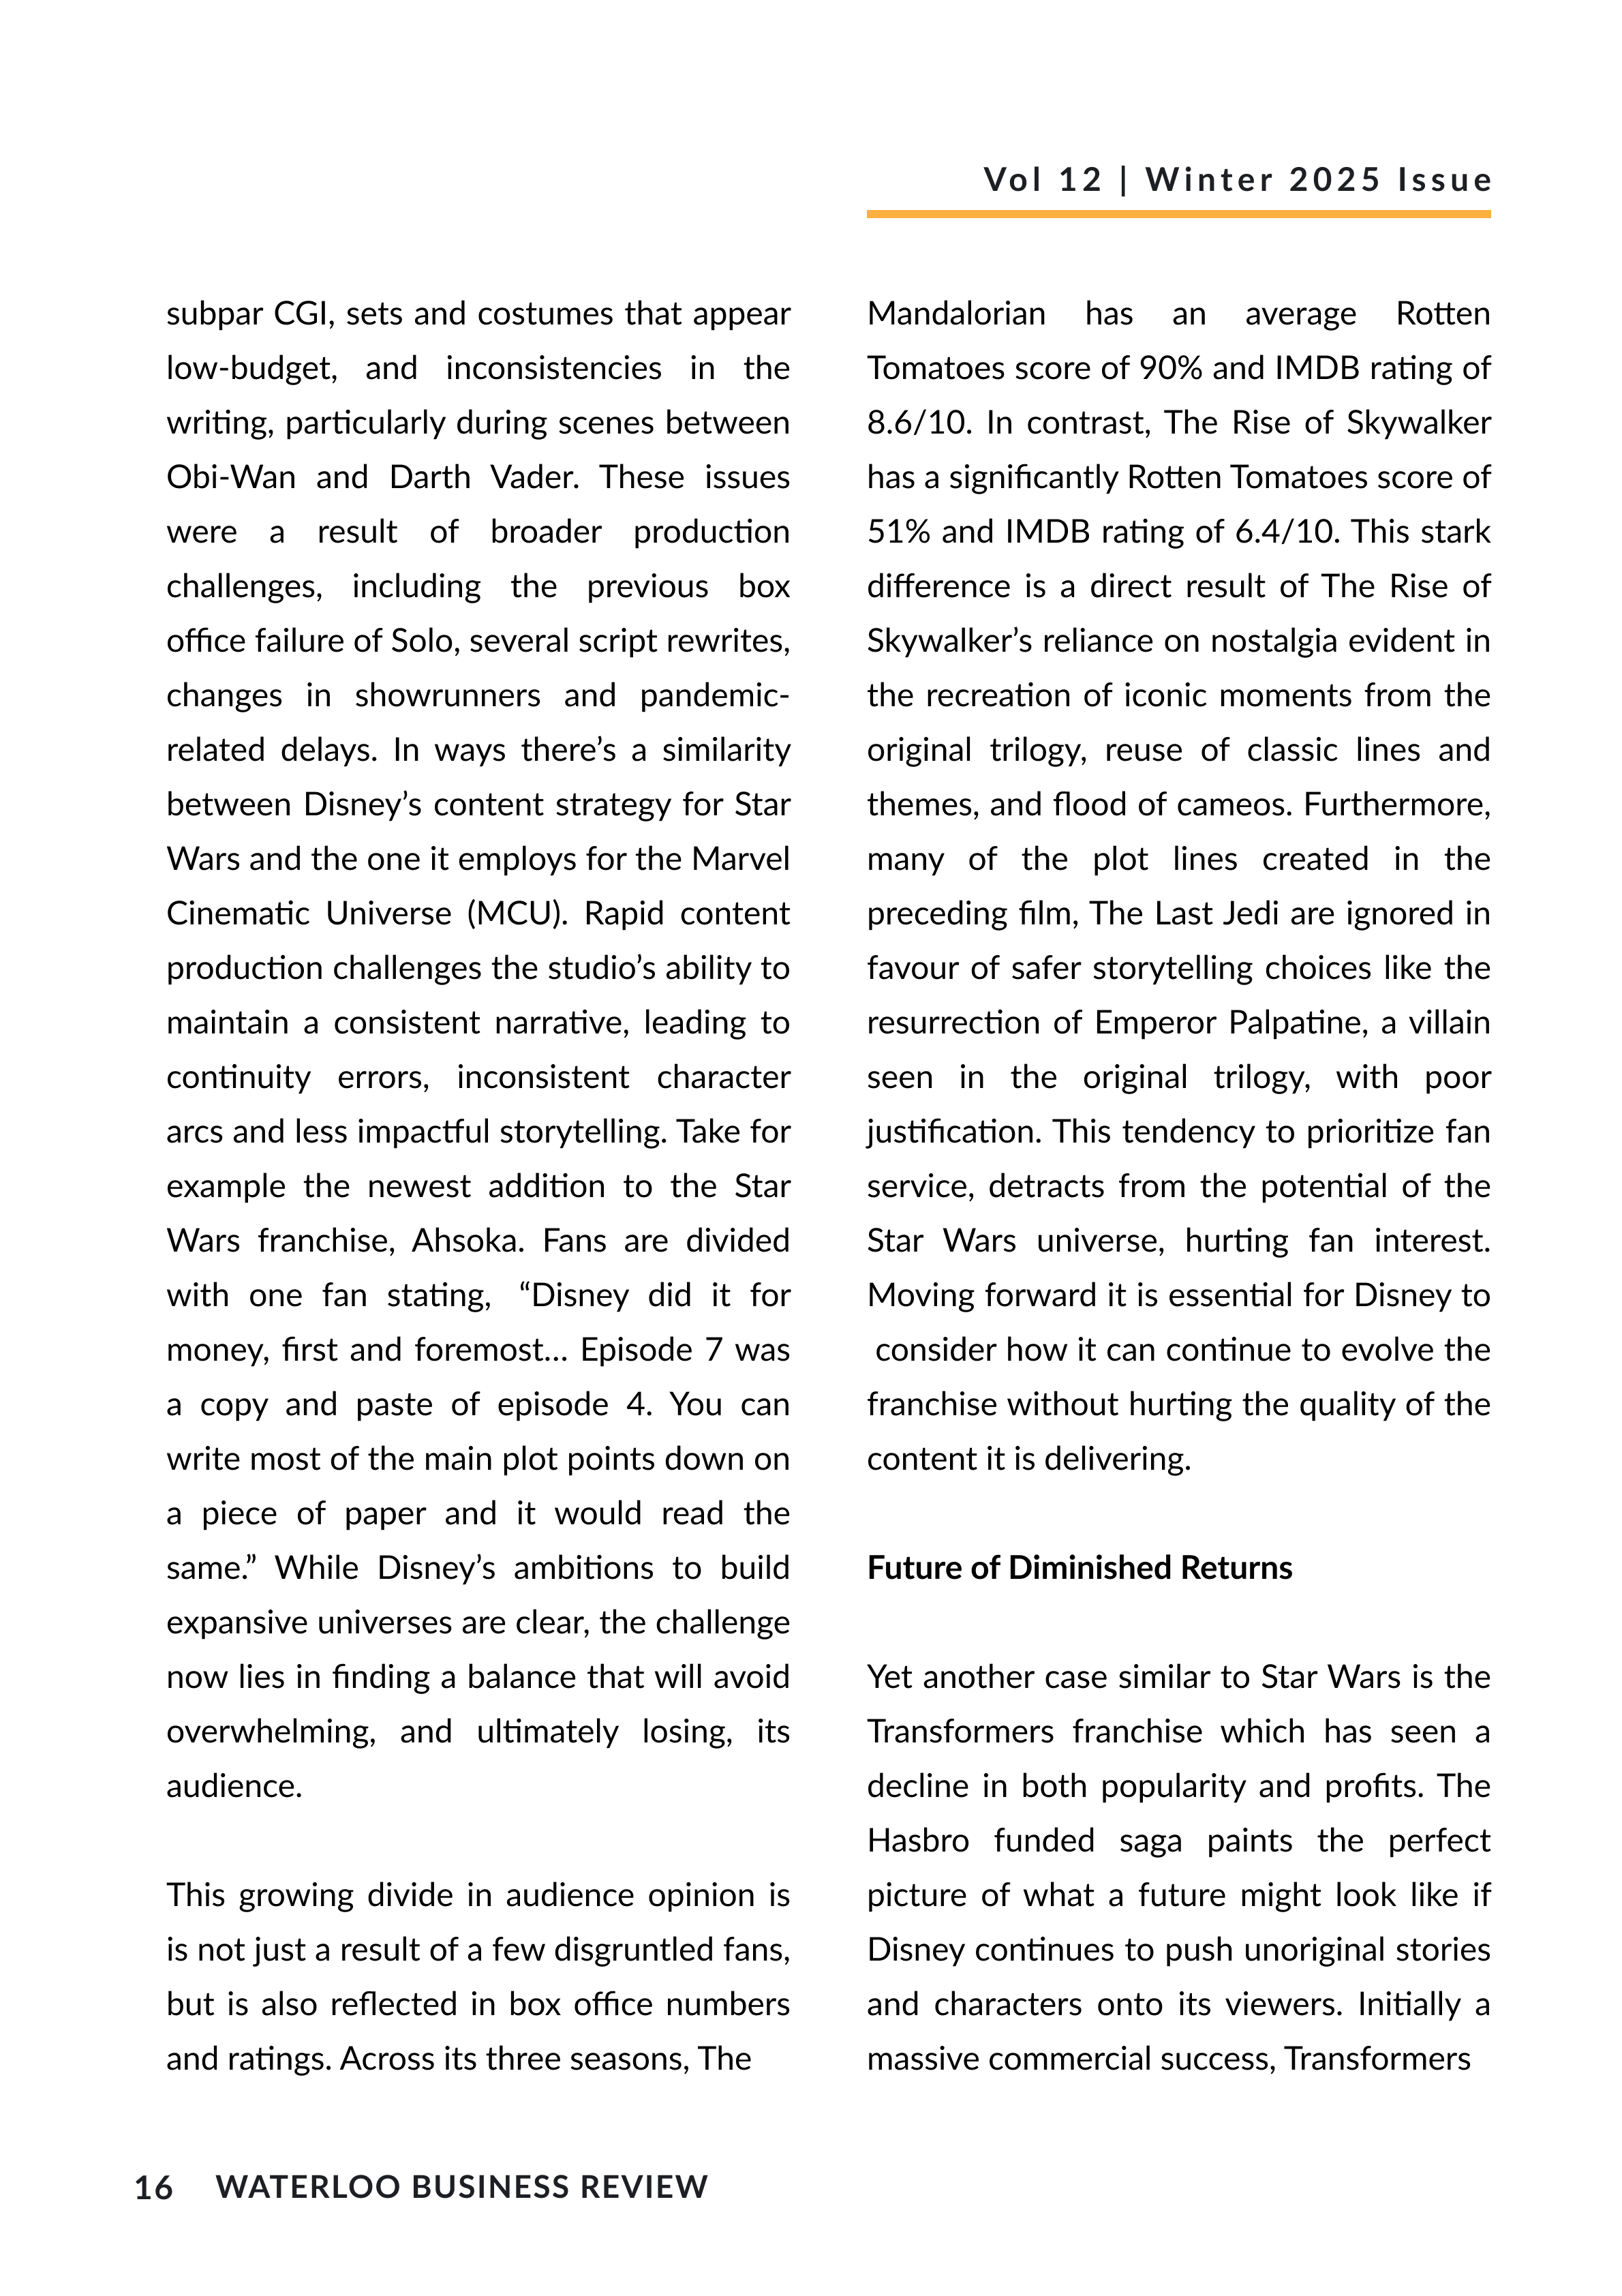 Vol 12 | Winter 2025 Issue
subpar CGI, sets and costumes that appear
low-budget, and inconsistencies in the
writing, particularly during scenes between
Obi-Wan and Darth Vader. These issues
were a result of broader production
challenges, including the previous box
office failure of Solo, several script rewrites,
changes in showrunners and pandemic-
related delays. In ways there’s a similarity
between Disney’s content strategy for Star
Wars and the one it employs for the Marvel
Cinematic Universe (MCU). Rapid content
production challenges the studio’s ability to
maintain a consistent narrative, leading to
continuity errors, inconsistent character
arcs and less impactful storytelling. Take for
example the newest addition to the Star
Wars franchise, Ahsoka. Fans are divided
with one fan stating, “Disney did it for
money, first and foremost… Episode 7 was
a copy and paste of episode 4. You can
write most of the main plot points down on
a piece of paper and it would read the
same.” While Disney’s ambitions to build
expansive universes are clear, the challenge
now lies in finding a balance that will avoid
overwhelming, and ultimately losing, its
audience.
This growing divide in audience opinion is
is not just a result of a few disgruntled fans,
but is also reflected in box office numbers
and ratings. Across its three seasons, The
Mandalorian has an average Rotten
Tomatoes score of 90% and IMDB rating of
8.6/10. In contrast, The Rise of Skywalker
has a significantly Rotten Tomatoes score of
51% and IMDB rating of 6.4/10. This stark
difference is a direct result of The Rise of
Skywalker’s reliance on nostalgia evident in
the recreation of iconic moments from the
original trilogy, reuse of classic lines and
themes, and flood of cameos. Furthermore,
many of the plot lines created in the
preceding film, The Last Jedi are ignored in
favour of safer storytelling choices like the
resurrection of Emperor Palpatine, a villain
seen in the original trilogy, with poor
justification. This tendency to prioritize fan
service, detracts from the potential of the
Star Wars universe, hurting fan interest.
Moving forward it is essential for Disney to
consider how it can continue to evolve the
franchise without hurting the quality of the
content it is delivering.
Future of Diminished Returns
Yet another case similar to Star Wars is the
Transformers franchise which has seen a
decline in both popularity and profits. The
Hasbro funded saga paints the perfect
picture of what a future might look like if
Disney continues to push unoriginal stories
and characters onto its viewers. Initially a
massive commercial success, Transformers
16 WATERLOO BUSINESS REVIEW